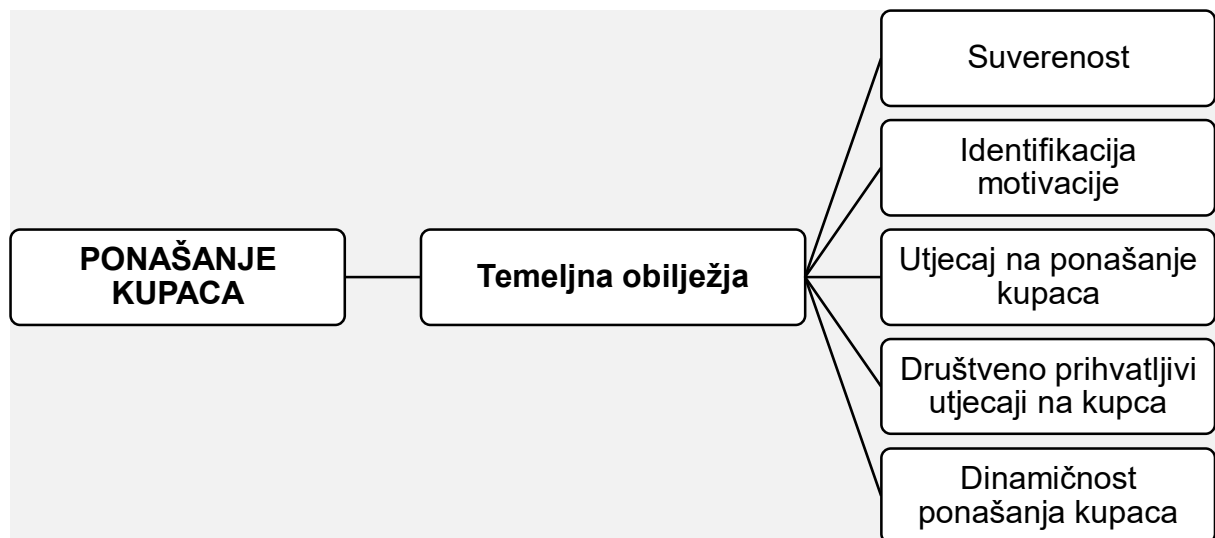 PONAŠANJE
KUPACA
Temeljna obilježja
Suverenost
Identifikacija
motivacije
Utjecaj na ponašanje
kupaca
Društveno prihvatljivi
utjecaji na kupca
Dinamičnost
ponašanja kupaca